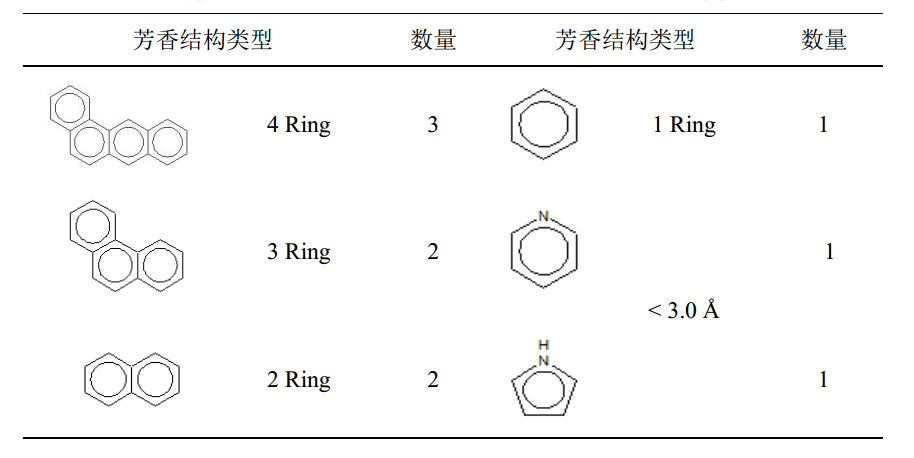 芳香结构类型 数量 芳香结构类型 数量
4 Ring 3 1 Ring 1
N
3 Ring 2 1
< 3.0 Å
H
N
2 Ring 2 1